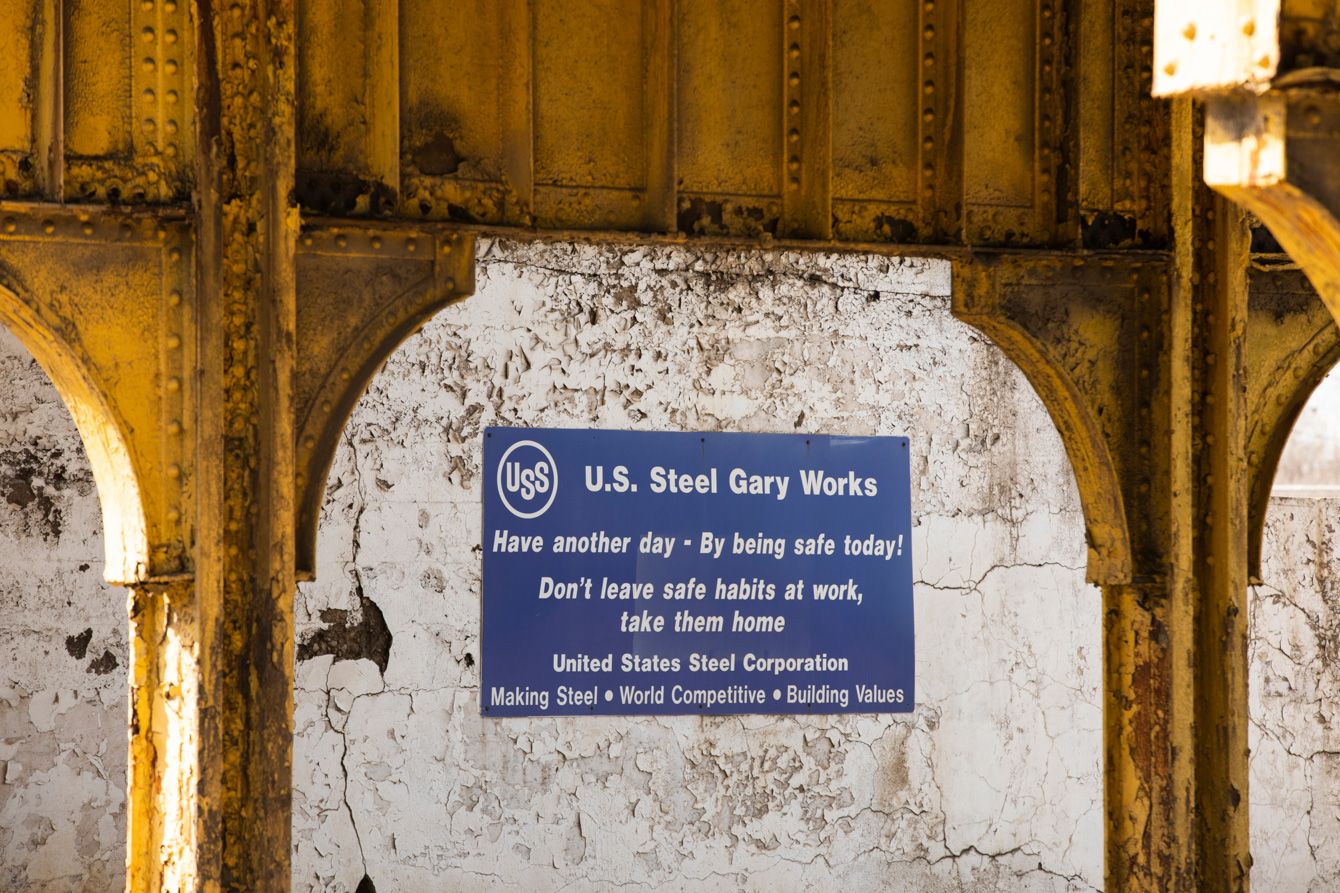 USS
U.S. Steel Gary Works
Have another day - By being safe today!
Don't leave safe habits at work,
take them home
United States Steel Corporation
Making Steel • World Competitive • Building Values